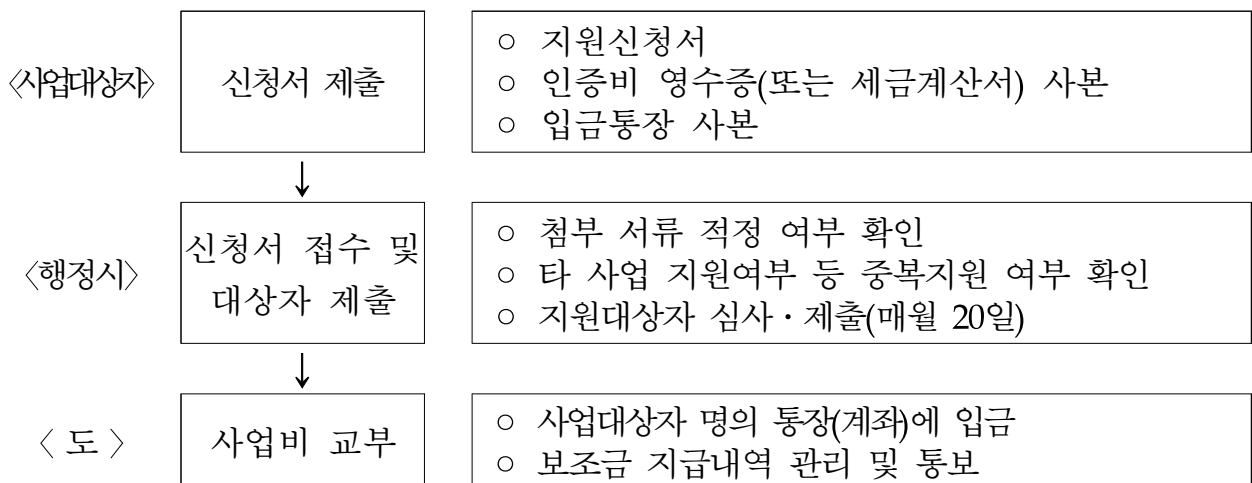 〈사업대상자〉
신청서 제출
○ 지원신청서
○ 인증비 영수증(또는 세금계산서) 사본
○ 입금통장 사본
↓
〈행정시〉
신청서 접수 및
대상자 제출
○ 첨부 서류 적정 여부 확인
○ 타 사업 지원여부 등 중복지원 여부 확인
○ 지원대상자 심사･제출(매월 20일)
↓
〈 도 〉
사업비 교부
○ 사업대상자 명의 통장(계좌)에 입금
○ 보조금 지급내역 관리 및 통보